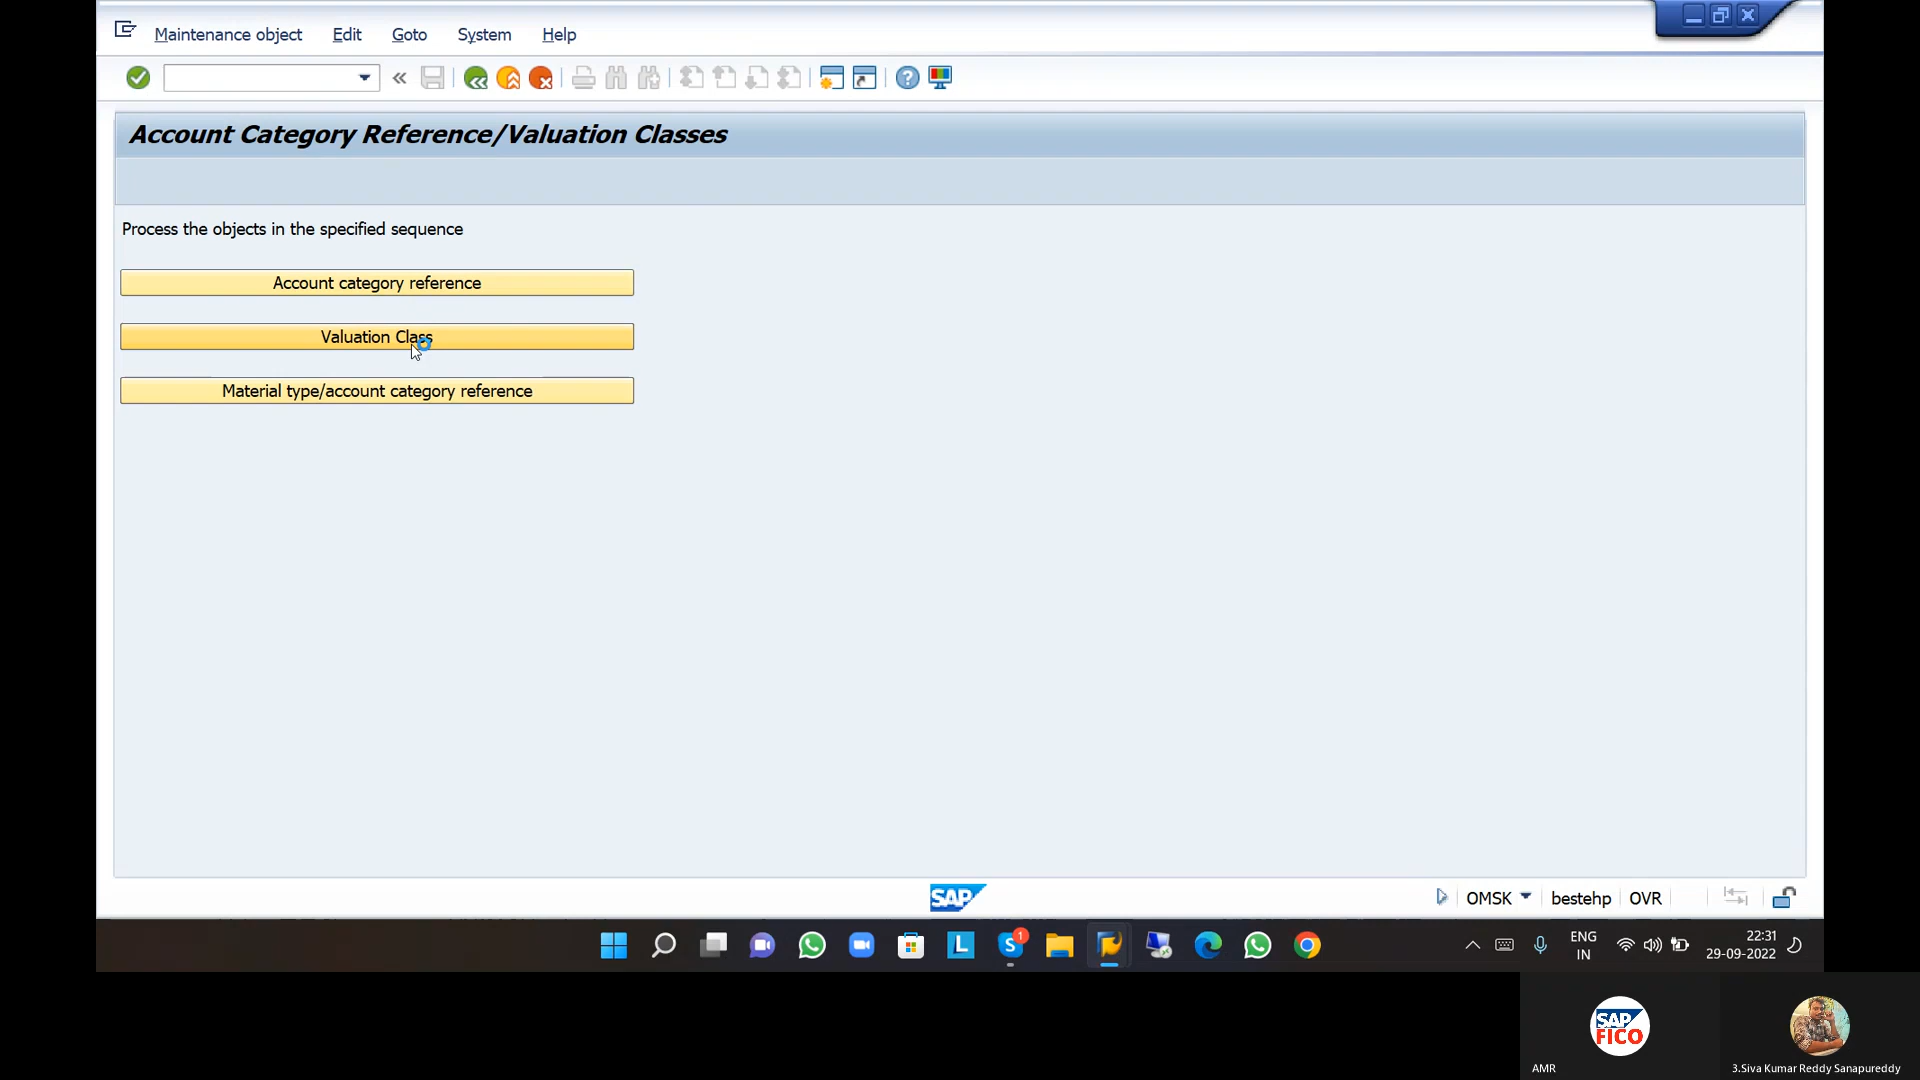 Maintenance object Edit Goto System Help
Account Category Reference/Valuation Classes
Process the objects in the specified sequence
Account category reference
Valuation Class
Material type/account category reference
SAP
OMSK bestehp OVR
L
S 1
ENG
IN
22:31
29-09-2022
SAP
FICO
AMR
3.Siva Kumar Reddy Sanapureddy